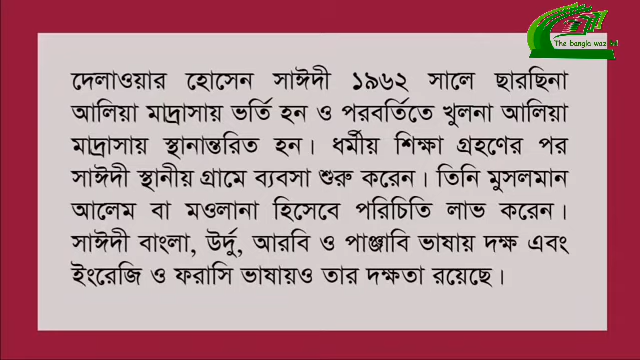 The bangla waz
দেলাওয়ার হোসেন সাঈদী ১৯৬২ সালে ছারছিনা
আলিয়া মাদ্রাসায় ভর্তি হন ও পরবর্তিতে খুলনা আলিয়া
মাদ্রাসায় স্থানান্তরিত হন। ধর্মীয় শিক্ষা গ্রহণের পর
সাঈদী স্থানীয় গ্রামে ব্যবসা শুরু করেন। তিনি মুসলমান
আলেম বা মওলানা হিসেবে পরিচিতি লাভ করেন।
সাঈদী বাংলা, উর্দু, আরবি ও পাঞ্জাবি ভাষায় দক্ষ এবং
ইংরেজি ও ফরাসি ভাষায়ও তার দক্ষতা রয়েছে।